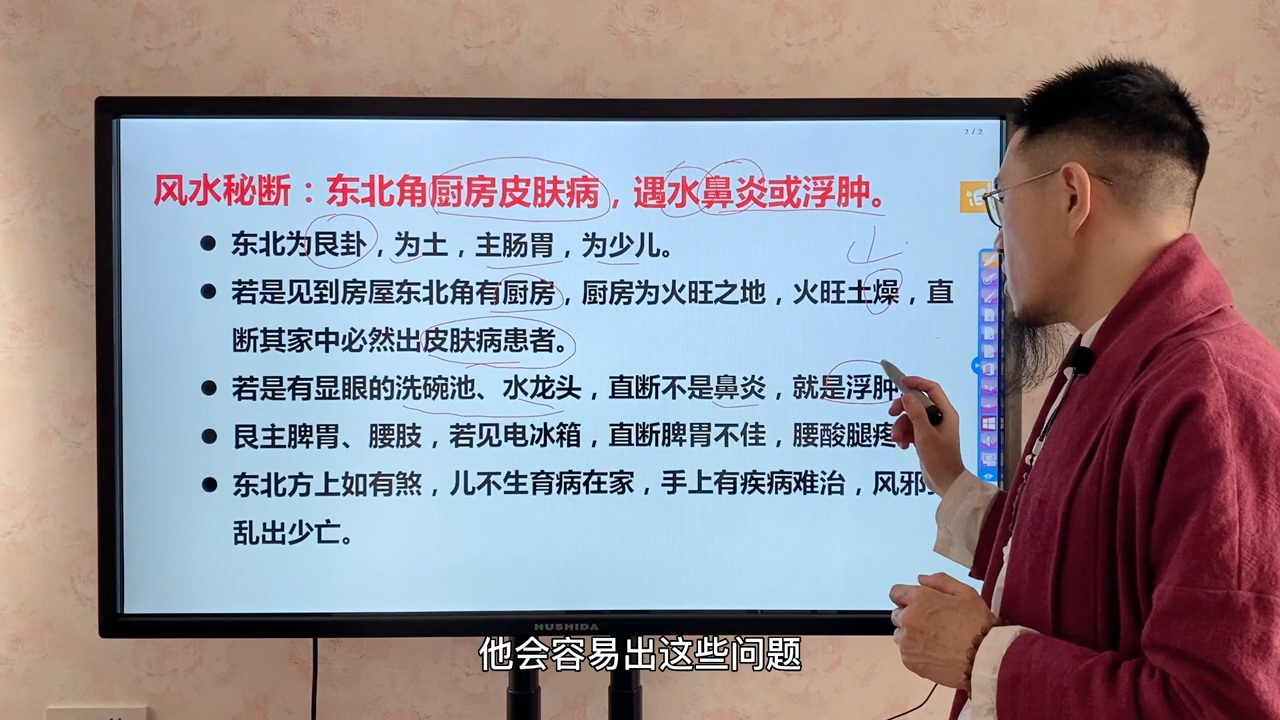 2 / 2
风水秘断：东北角厨房皮肤病，遇水鼻炎或浮肿。
● 东北为艮卦，为土，主肠胃，为少儿。
● 若是见到房屋东北角有厨房，厨房为火旺之地，火旺土燥，直
断其家中必然出皮肤病患者。
● 若是有显眼的洗碗池、水龙头，直断不是鼻炎，就是浮肿
● 艮主脾胃、腰肢，若见电冰箱，直断脾胃不佳，腰酸腿疼
● 东北方上如有煞，儿不生育病在家，手上有疾病难治，风邪
乱出少亡。
HUSHIDA
他会容易出这些问题